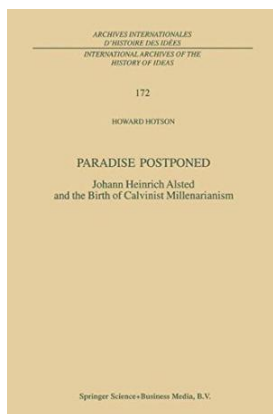 ARCHIVES INTERNATIONALES
D'HISTOIRE DES IDÉES
INTERNATIONAL ARCHIVES OF THE
HISTORY OF IDEAS
172
HOWARD HOTSON
PARADISE POSTPONED
Johann Heinrich Alsted
and the Birth of Calvinist Millenarianism
Springer Science+Business Media, B.V.